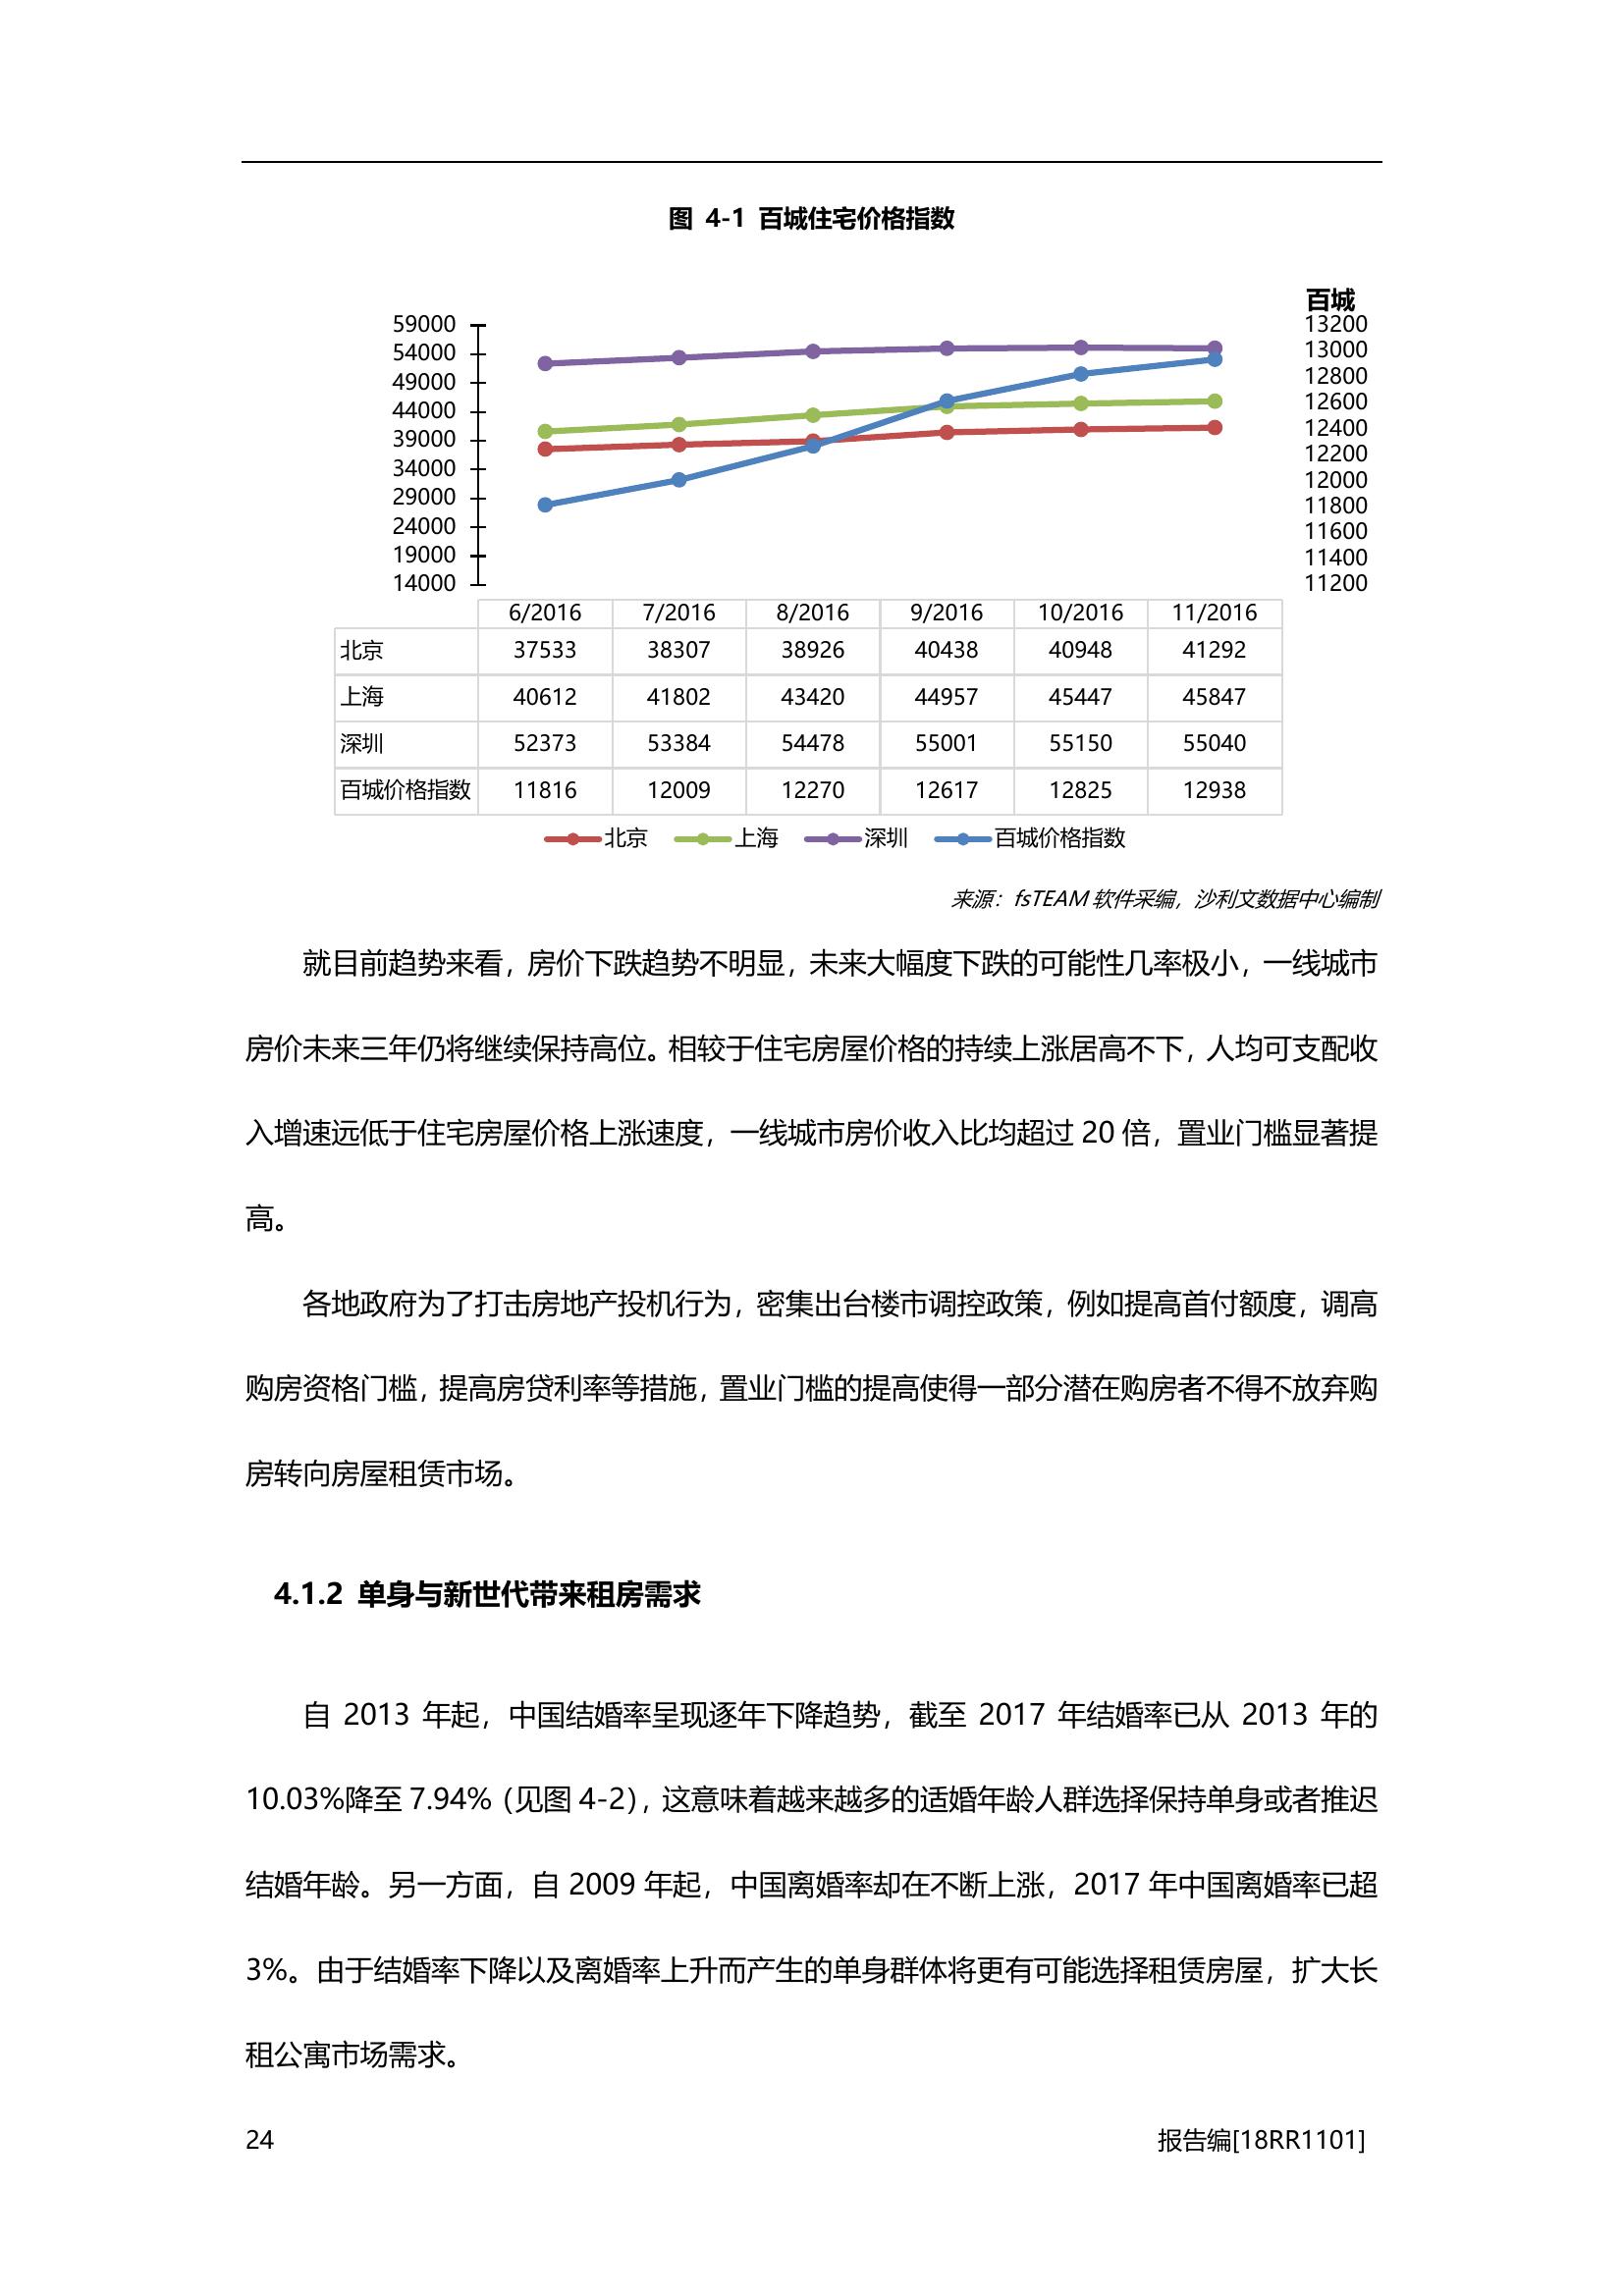 图 4-1 百城住宅价格指数
百城
59000
54000
49000
44000
39000
34000
29000
24000
19000
14000
13200
13000
12800
12600
12400
12200
12000
11800
11600
11400
11200
6/2016 7/2016 8/2016 9/2016 10/2016 11/2016
北京 37533 38307 38926 40438 40948 41292
上海 40612 41802 43420 44957 45447 45847
深圳 52373 53384 54478 55001 55150 55040
百城价格指数 11816 12009 12270 12617 12825 12938
北京 上海 深圳 百城价格指数
来源：fsTEAM 软件采编，沙利文数据中心编制
就目前趋势来看，房价下跌趋势不明显，未来大幅度下跌的可能性几率极小，一线城市
房价未来三年仍将继续保持高位。相较于住宅房屋价格的持续上涨居高不下，人均可支配收
入增速远低于住宅房屋价格上涨速度，一线城市房价收入比均超过 20 倍，置业门槛显著提
高。
各地政府为了打击房地产投机行为，密集出台楼市调控政策，例如提高首付额度，调高
购房资格门槛，提高房贷利率等措施，置业门槛的提高使得一部分潜在购房者不得不放弃购
房转向房屋租赁市场。
4.1.2 单身与新世代带来租房需求
自 2013 年起，中国结婚率呈现逐年下降趋势，截至 2017 年结婚率已从 2013 年的
10.03%降至 7.94%（见图 4-2），这意味着越来越多的适婚年龄人群选择保持单身或者推迟
结婚年龄。另一方面，自 2009 年起，中国离婚率却在不断上涨，2017 年中国离婚率已超
3%。由于结婚率下降以及离婚率上升而产生的单身群体将更有可能选择租赁房屋，扩大长
租公寓市场需求。
24 报告编[18RR1101]